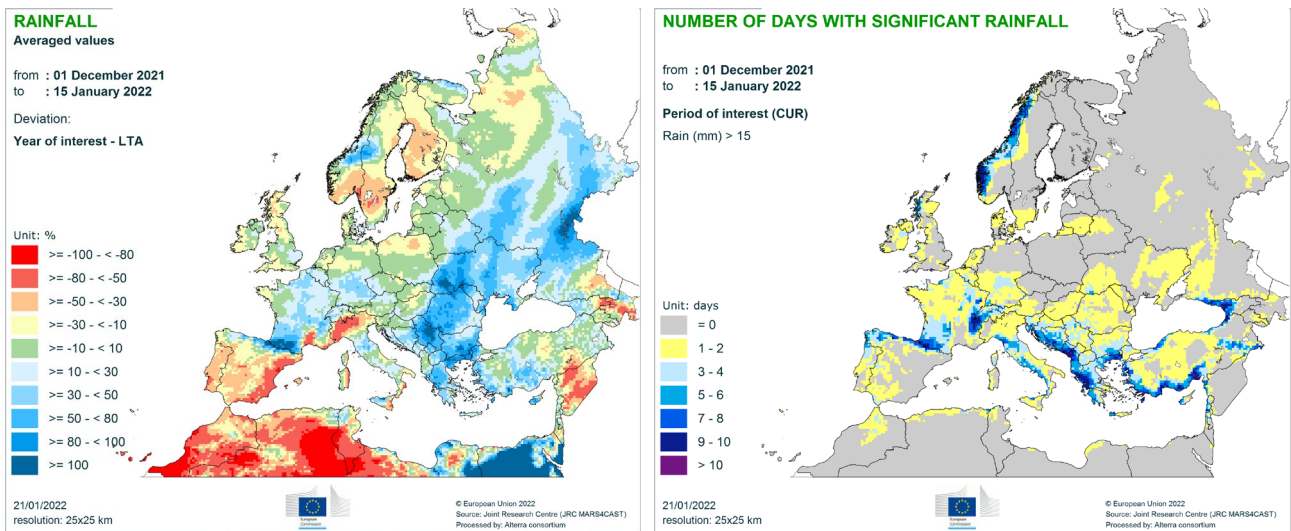 RAINFALL
Averaged values
from : 01 December 2021
to : 15 January 2022
Deviation:
Year of interest - LTA
Unit: %
>= -100 - < -80
>= -80 - < -50
>= -50 - < -30
>= -30 - < -10
>= -10 - < 10
>= 10 - < 30
>= 30 - < 50
>= 50 - < 80
>= 80 - < 100
>= 100
21/01/2022
resolution: 25x25 km
European
Commission
© European Union 2022
Source: Joint Research Centre (JRC MARS4CAST)
Processed by: Alterra consortium
NUMBER OF DAYS WITH SIGNIFICANT RAINFALL
from : 01 December 2021
to : 15 January 2022
Period of interest (CUR)
Rain (mm) > 15
Unit: days
= 0
1 - 2
3 - 4
5 - 6
7 - 8
9 - 10
> 10
21/01/2022
resolution: 25x25 km
European
Commission
© European Union 2022
Source: Joint Research Centre (JRC MARS4CAST)
Processed by: Alterra consortium